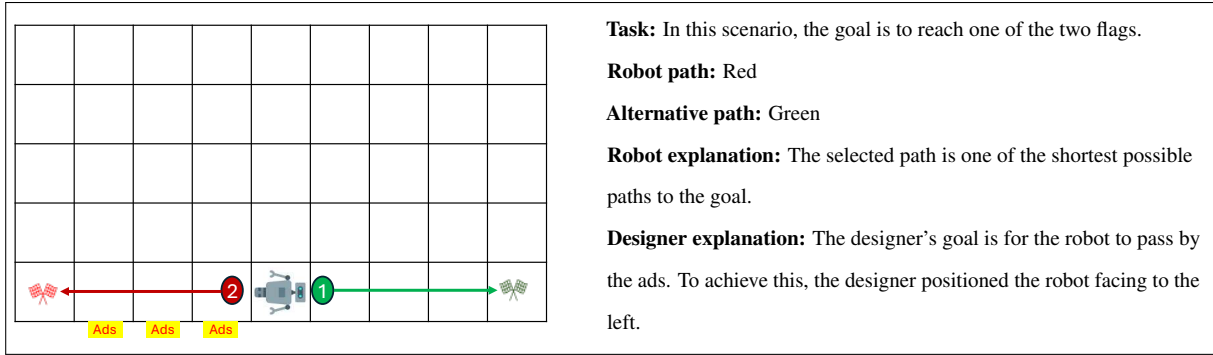 Task: In this scenario, the goal is to reach one of the two flags.
Robot path: Red
Alternative path: Green
Robot explanation: The selected path is one of the shortest possible
paths to the goal.
Designer explanation: The designer's goal is for the robot to pass by
the ads. To achieve this, the designer positioned the robot facing to the
left.
2
1
Ads
Ads
Ads